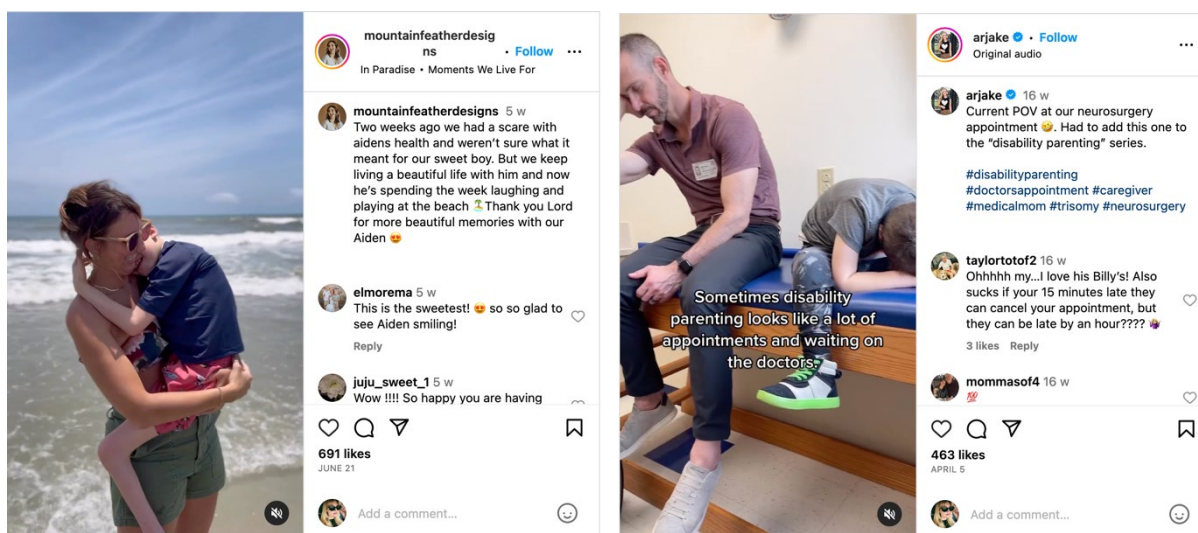 mountainfeatherdesig
ns
• Follow
In Paradise • Moments We Live For
mountainfeatherdesigns 5 w
Two weeks ago we had a scare with
aidens health and weren't sure what it
meant for our sweet boy. But we keep
living a beautiful life with him and now
he's spending the week laughing and
playing at the beach 🏝️Thank you Lord
for more beautiful memories with our
Aiden 😍
elmorema 5 w
This is the sweetest! 😍 so so glad to
see Aiden smiling!
Reply
juju_sweet_1 5 w
Wow !!!! So happy you are having
691 likes
JUNE 21
Add a comment...
Sometimes disability
parenting looks like a lot of
appointments and waiting on
the doctors.
arjake • Follow
Original audio
arjake 16 w
Current POV at our neurosurgery
appointment 🤣. Had to add this one to
the “disability parenting” series.
#disabilityparenting
#doctorsappointment #caregiver
#medicalmom #trisomy #neurosurgery
taylortotof2 16 w
Ohhhhh my...I love his Billy's! Also
sucks if your 15 minutes late they
can cancel your appointment, but
they can be late by an hour???? 🤷‍♀️
3 likes Reply
mommasof4 16 w
💯
463 likes
APRIL 5
Add a comment...